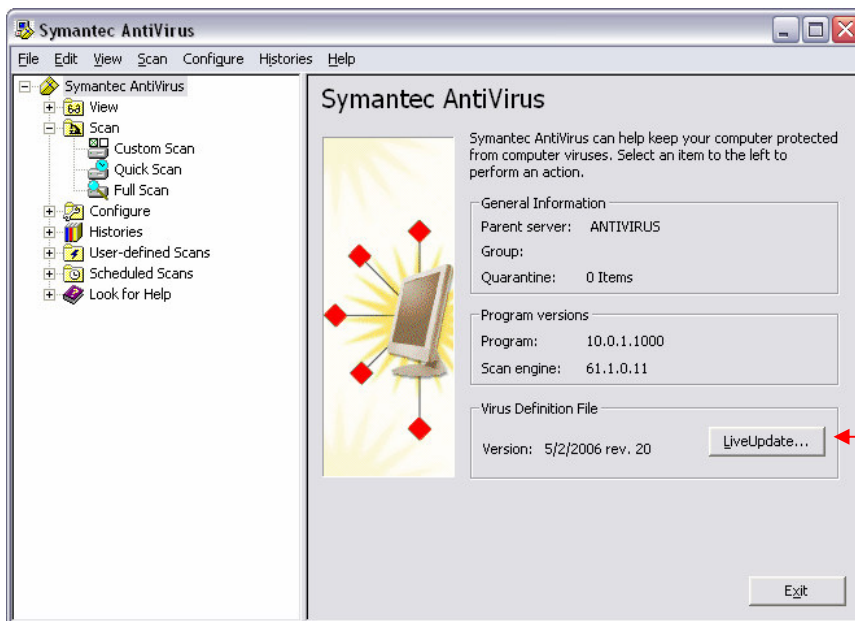 Symantec AntiVirus
File Edit View Scan Configure Histories Help
Symantec AntiVirus
View
Scan
Custom Scan
Quick Scan
Full Scan
Configure
Histories
User-defined Scans
Scheduled Scans
Look for Help
Symantec AntiVirus
Symantec AntiVirus can help keep your computer protected
from computer viruses. Select an item to the left to
perform an action.
General Information
Parent server: ANTIVIRUS
Group:
Quarantine: 0 Items
Program versions
Program: 10.0.1.1000
Scan engine: 61.1.0.11
Virus Definition File
Version: 5/2/2006 rev. 20
LiveUpdate...
Exit